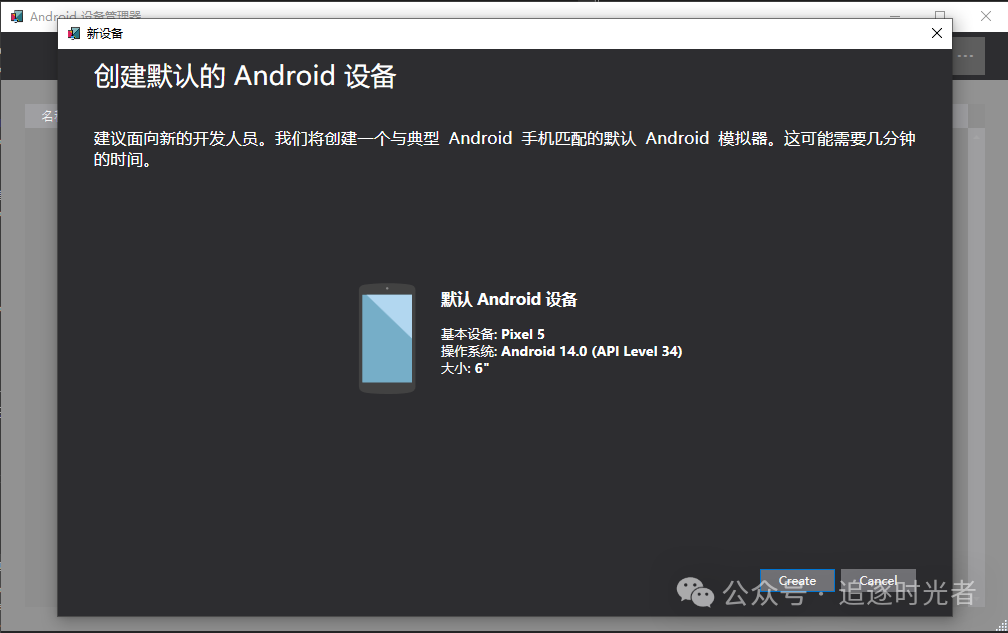 Android 设备管理器
新设备
创建默认的 Android 设备
名称
建议面向新的开发人员。我们将创建一个与典型 Android 手机匹配的默认 Android 模拟器。这可能需要几分钟
的时间。
默认 Android 设备
基本设备: Pixel 5
操作系统: Android 14.0 (API Level 34)
大小: 6"
Create
Cancel
公众号 · 追逐时光者